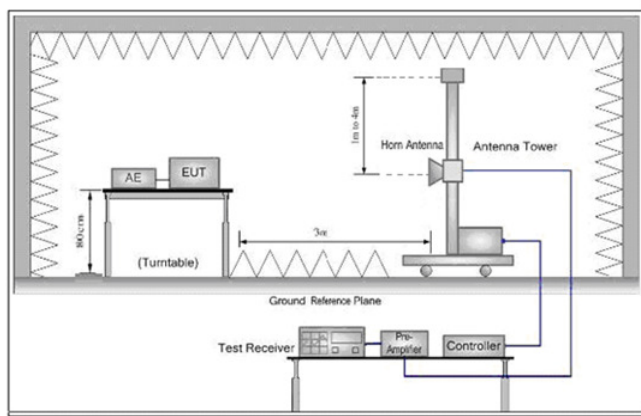 1m to 4m
Horn Antenna
Antenna Tower
AE
EUT
80cm
(Turntable)
3m
Ground Reference Plane
Test Receiver
Pre-
Amplifier
Controller